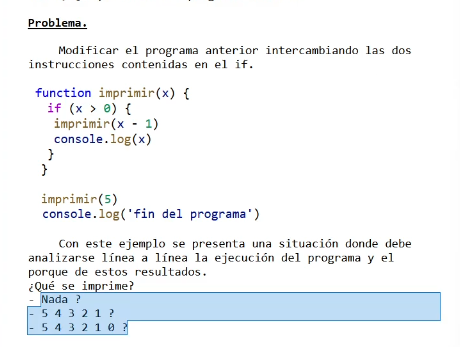 Problema.
Modificar el programa anterior intercambiando las dos
instrucciones contenidas en el if.
function imprimir(x) {
if (x > 0) {
imprimir(x - 1)
console.log(x)
}
}
imprimir(5)
console.log('fin del programa')
Con este ejemplo se presenta una situación donde debe
analizarse línea a línea la ejecución del programa y el
porque de estos resultados.
¿Qué se imprime?
- Nada ?
- 5 4 3 2 1 ?
- 5 4 3 2 1 0 ?